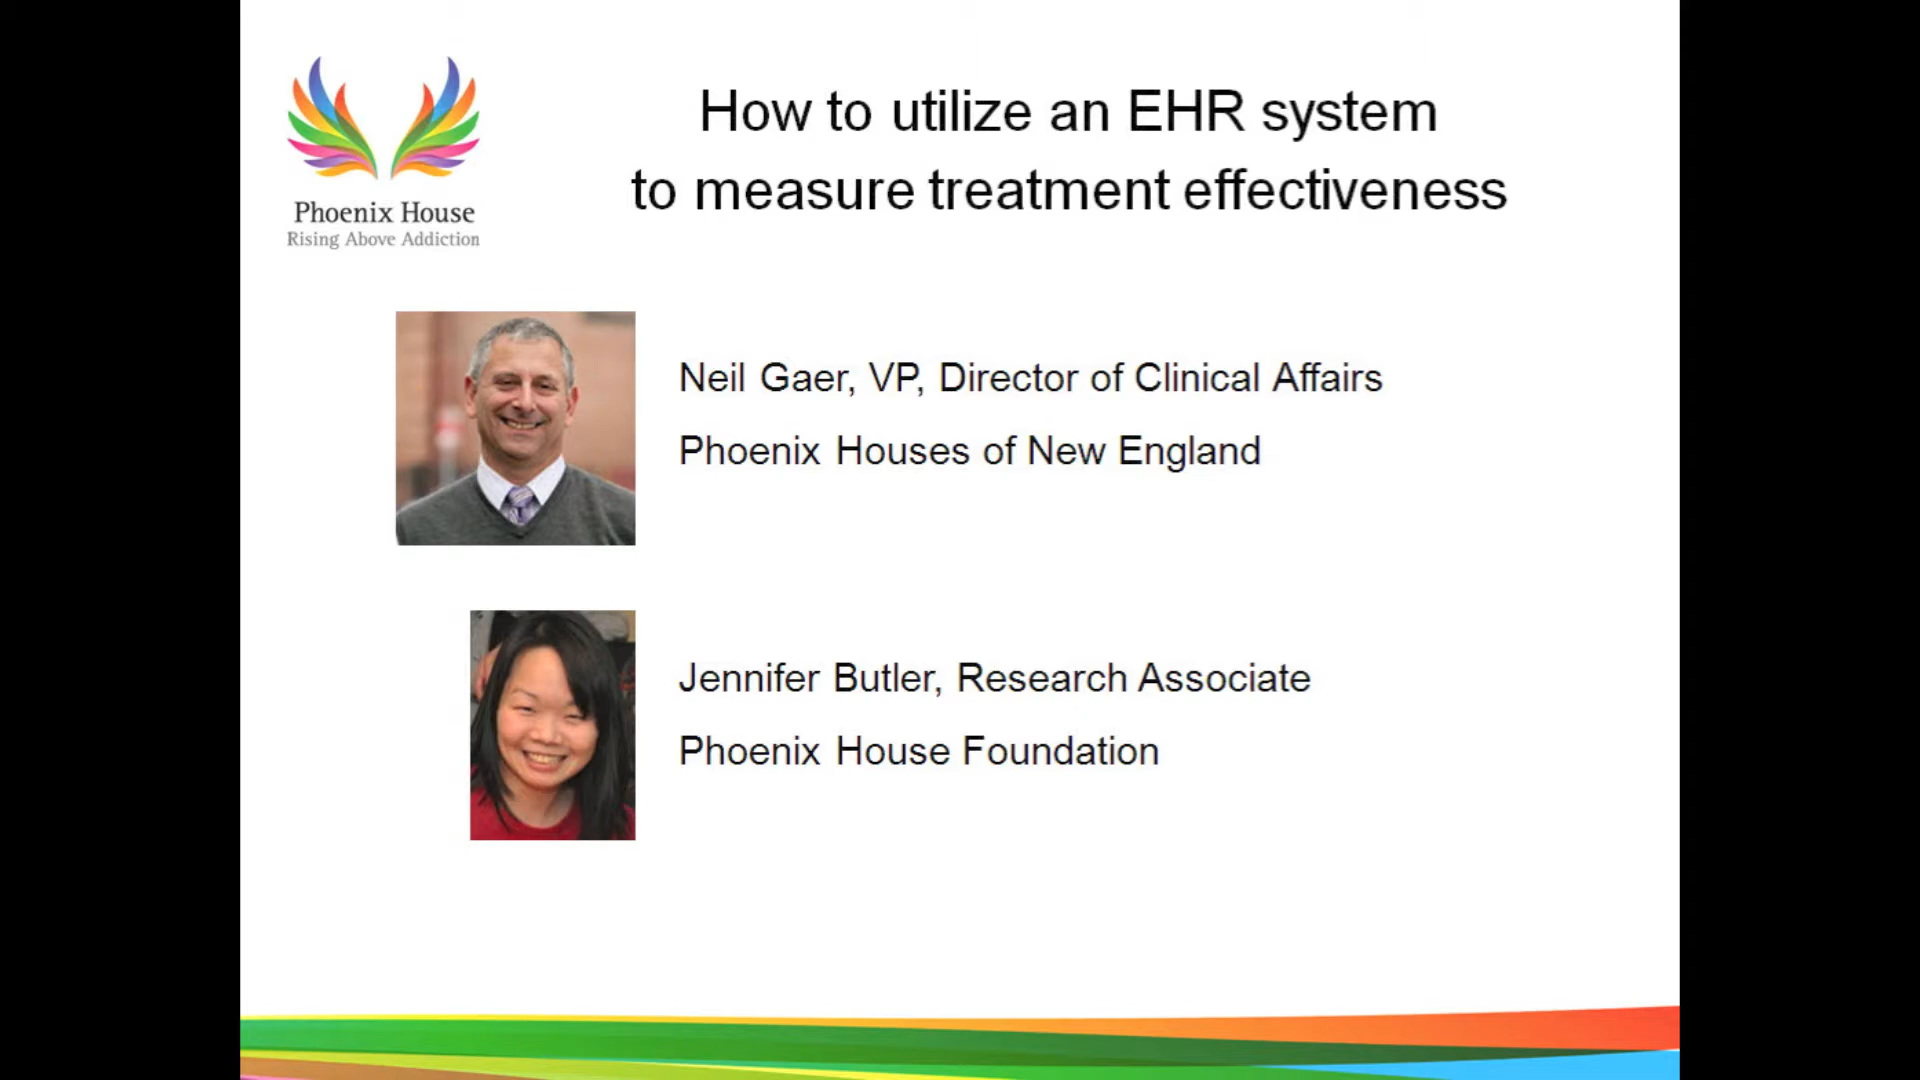 Phoenix House
Rising Above Addiction
How to utilize an EHR system
to measure treatment effectiveness
Neil Gaer, VP, Director of Clinical Affairs
Phoenix Houses of New England
Jennifer Butler, Research Associate
Phoenix House Foundation